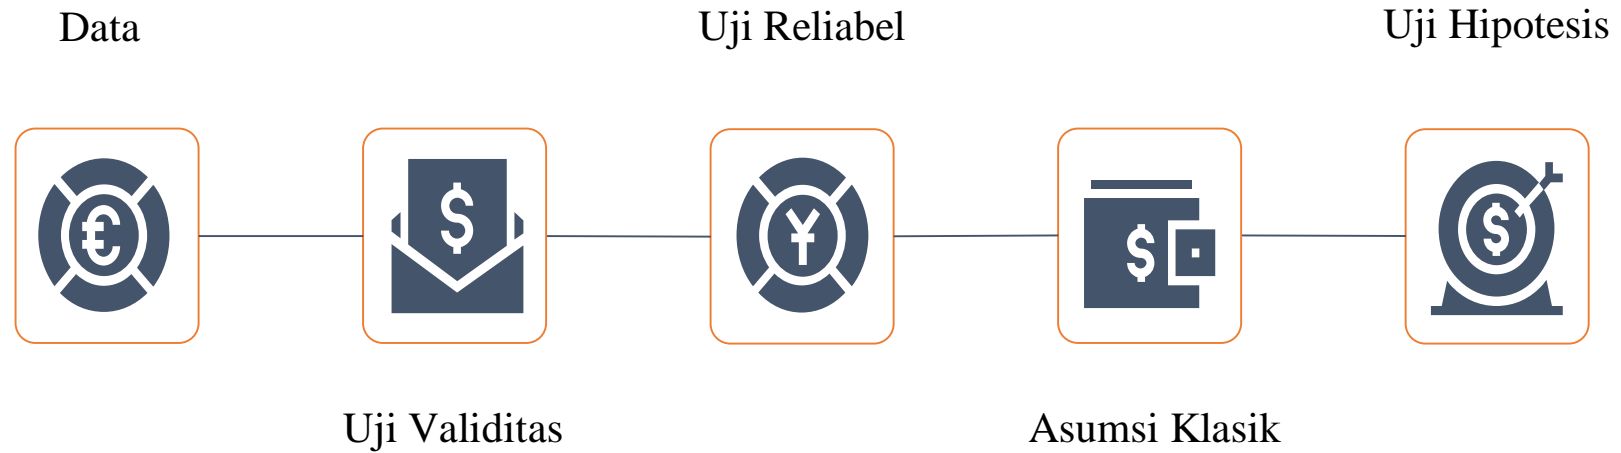 Data
Uji Reliabel
Uji Hipotesis
Uji Validitas
Asumsi Klasik